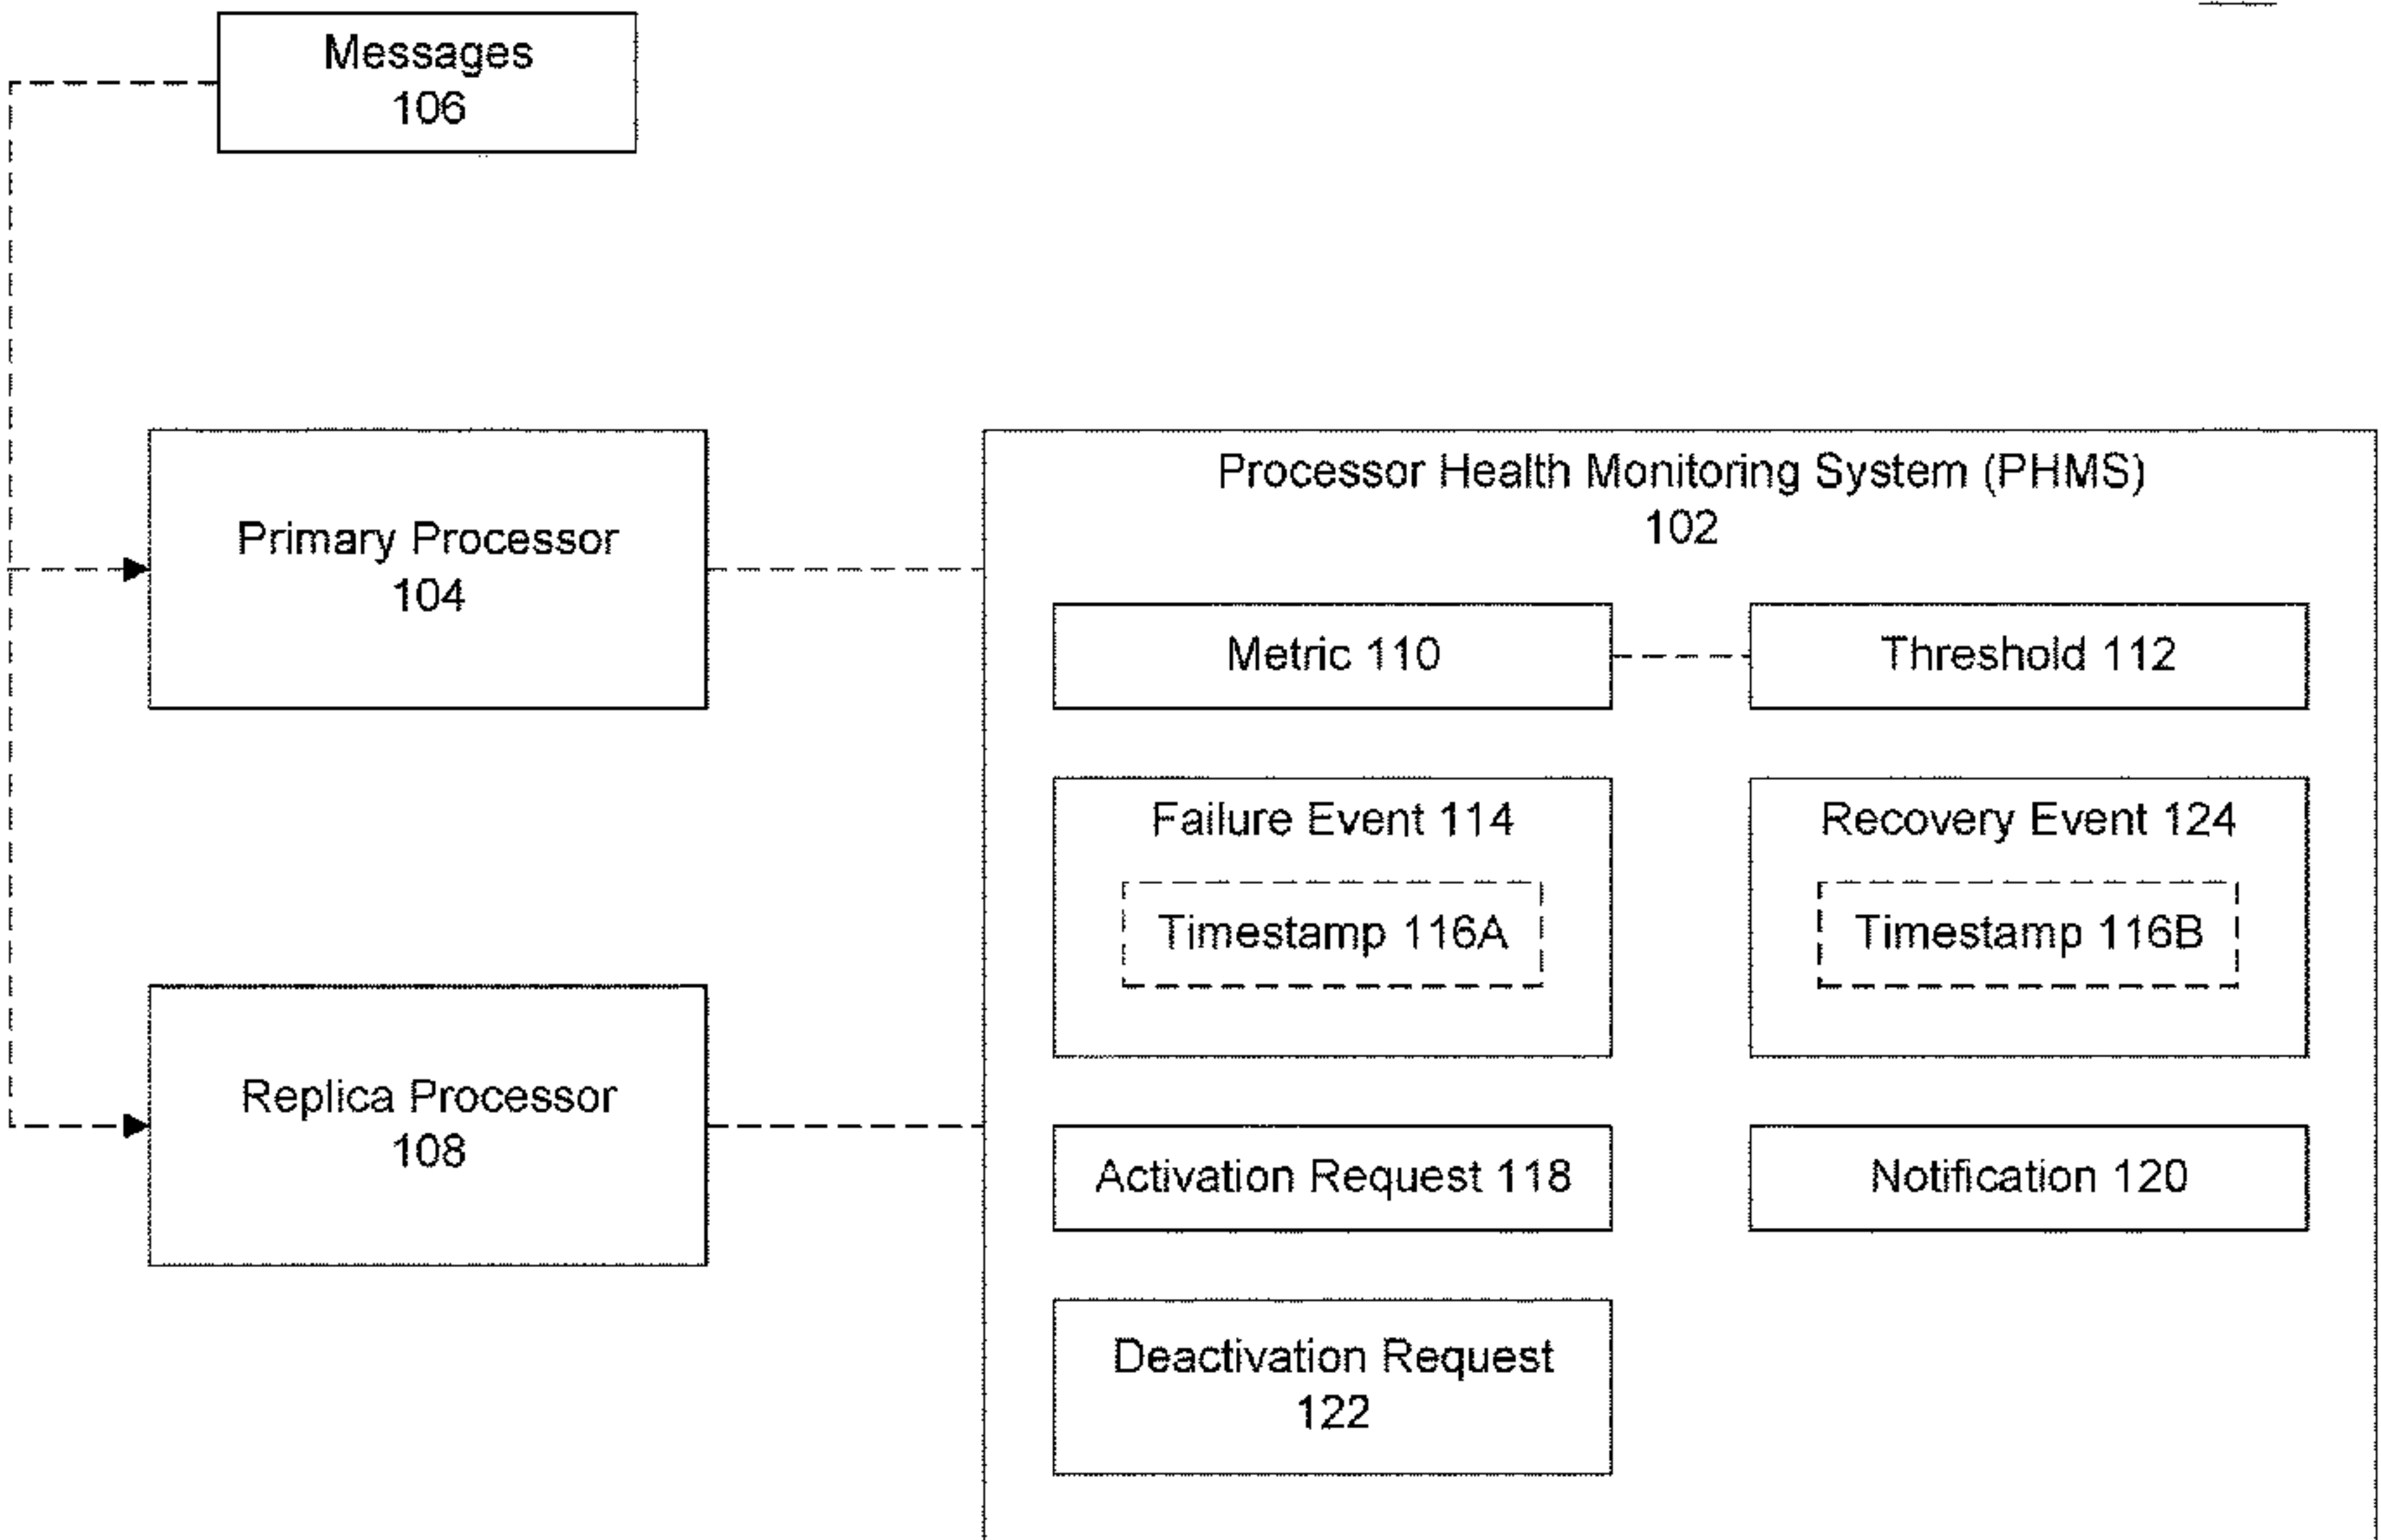 Messages
106
Primary Processor
104
Replica Processor
108
Processor Health Monitoring System (PHMS)
102
Metric 110
Threshold 112
Failure Event 114
Timestamp 116A
Recovery Event 124
Timestamp 116B
Activation Request 118
Notification 120
Deactivation Request
122